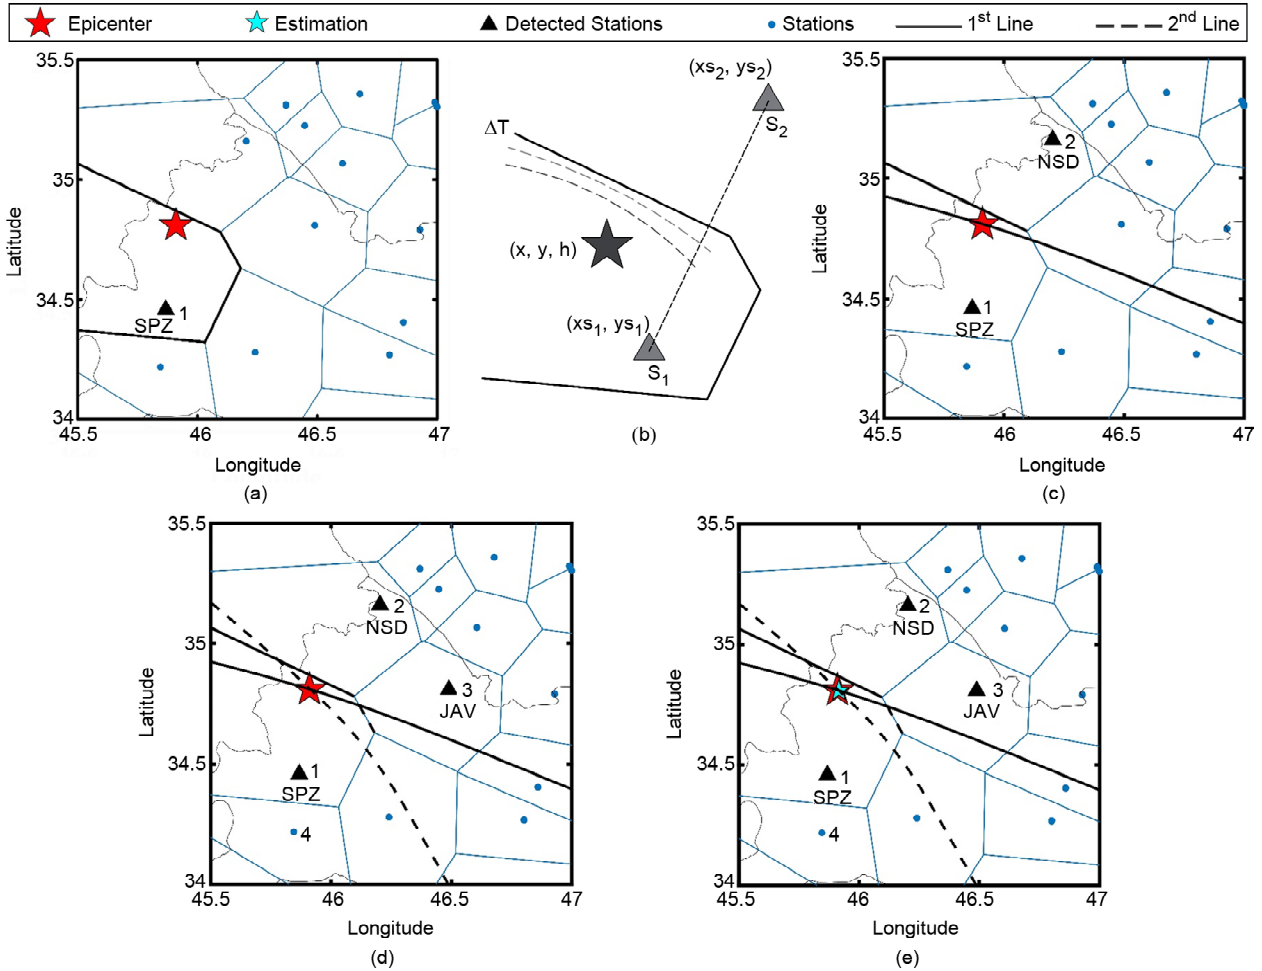 Epicenter Estimation Detected Stations Stations 1st Line 2nd Line
35.5
35
34.5
34
45.5 46 46.5 47
Latitude
Longitude
1
SPZ
(a)
(xs2, ys2)
S2
ΔT
(x, y, h)
(xs1, ys1)
S1
(b)
35.5
35
34.5
34
45.5 46 46.5 47
Latitude
Longitude
2
NSD
1
SPZ
(c)
35.5
35
34.5
34
45.5 46 46.5 47
Latitude
Longitude
2
NSD
3
JAV
1
SPZ
4
(d)
35.5
35
34.5
34
45.5 46 46.5 47
Latitude
Longitude
2
NSD
3
JAV
1
SPZ
4
(e)